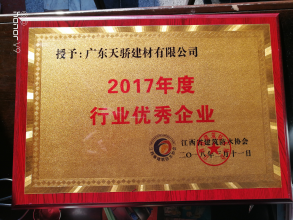 授予：广东天骄建材有限公司
2017年度
行业优秀企业
江西省建筑防水协会
二〇一八年一月十一日
honor V9